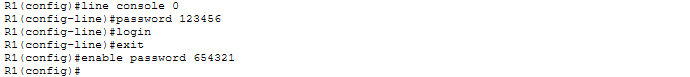 R1(config)#line console 0
R1(config-line)#password 123456
R1(config-line)#login
R1(config-line)#exit
R1(config)#enable password 654321
R1(config)#